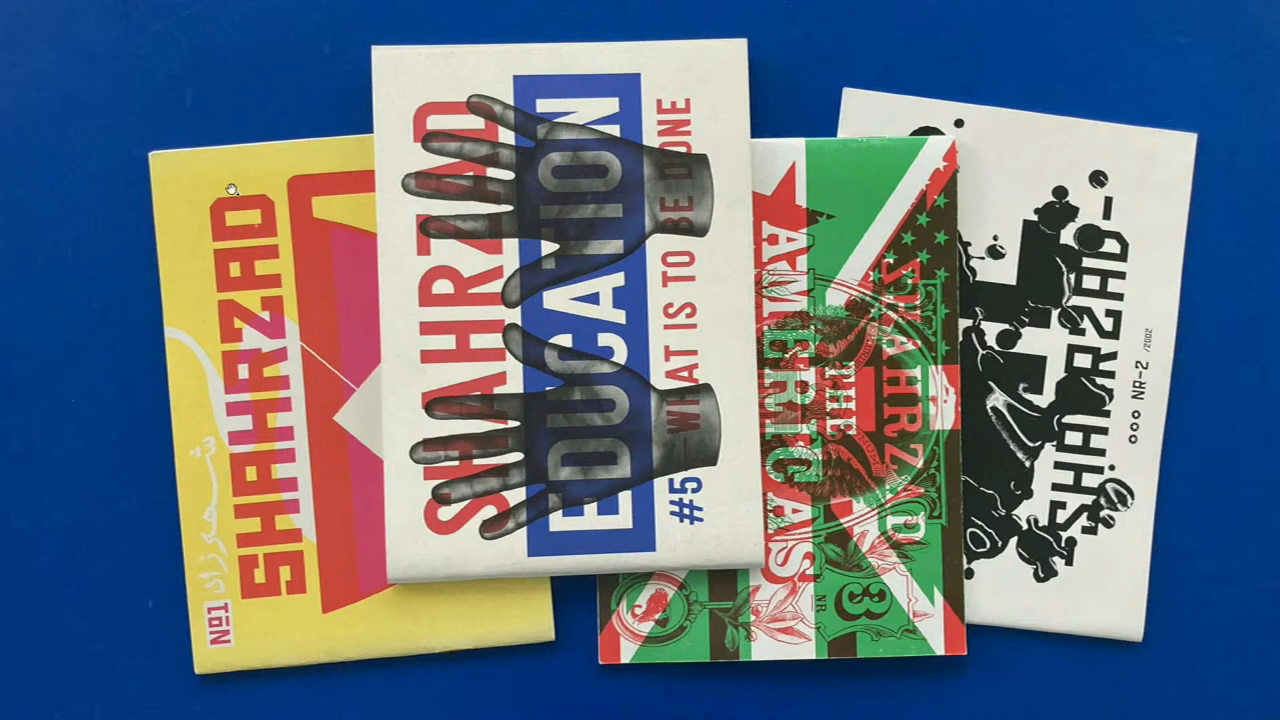 SHAHRZAD
شهرزاد
Nº1
SHAHRZAD
EDUCATION
WHAT IS TO BE DONE
#5
SHAHRZAD
THE
AMERICAS
NR.
3
SHAHRZAD-
°°° NR-2 /2002